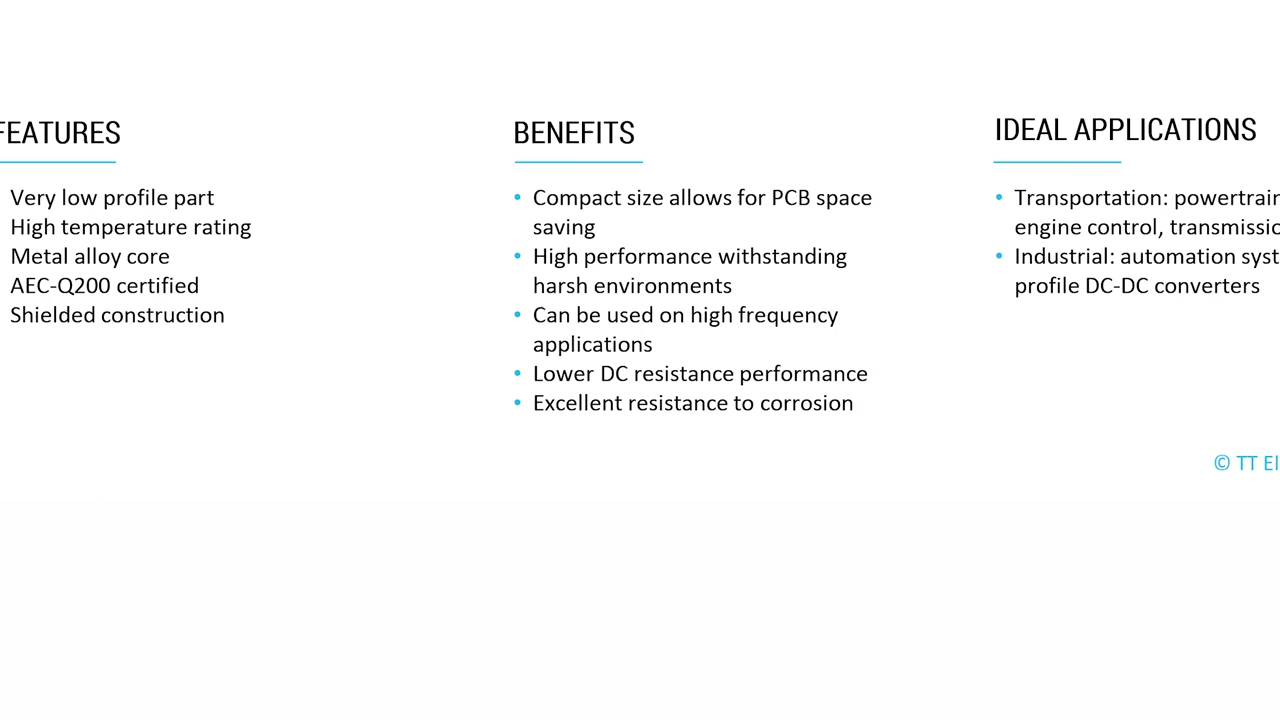 FEATURES
Very low profile part
High temperature rating
Metal alloy core
AEC-Q200 certified
Shielded construction
BENEFITS
• Compact size allows for PCB space
saving
• High performance withstanding
harsh environments
• Can be used on high frequency
applications
• Lower DC resistance performance
• Excellent resistance to corrosion
IDEAL APPLICATIONS
• Transportation:
engine control,
• Industrial: automation
profile DC-DC converters
© TT